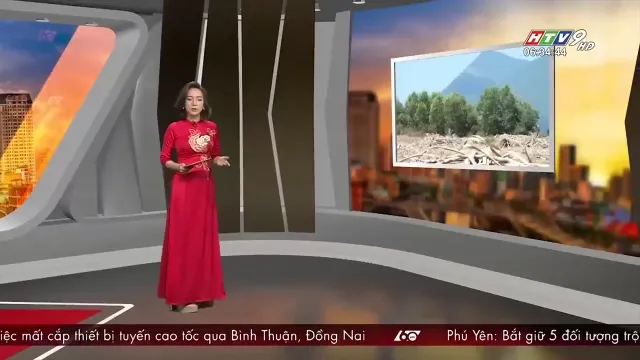 HTV9 HD
06:34:44
iệc mất cắp thiết bị tuyến cao tốc qua Bình Thuận, Đồng Nai 60 Phú Yên: Bắt giữ 5 đối tượng trộ